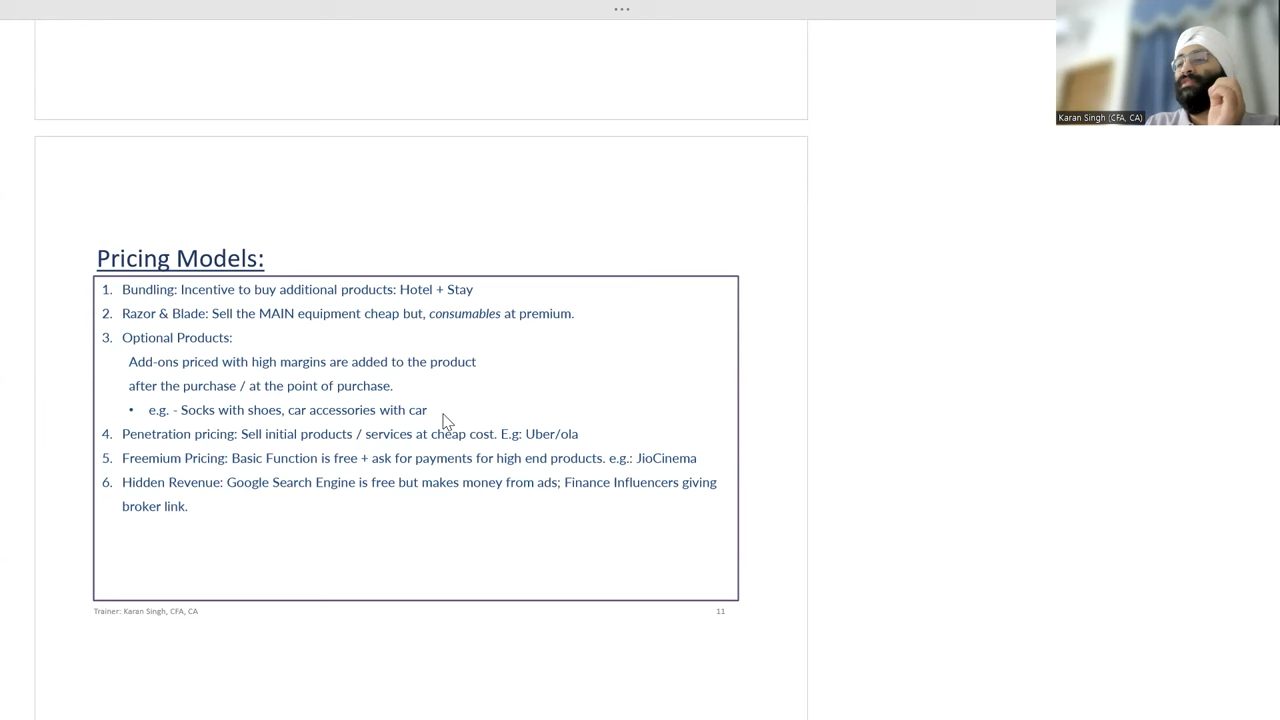 Karan Singh (CFA, CA)
Pricing Models:
1. Bundling: Incentive to buy additional products: Hotel + Stay
2. Razor & Blade: Sell the MAIN equipment cheap but, consumables at premium.
3. Optional Products:
Add-ons priced with high margins are added to the product
after the purchase / at the point of purchase.
• e.g. - Socks with shoes, car accessories with car
4. Penetration pricing: Sell initial products / services at cheap cost. E.g: Uber/ola
5. Freemium Pricing: Basic Function is free + ask for payments for high end products. e.g.: JioCinema
6. Hidden Revenue: Google Search Engine is free but makes money from ads; Finance Influencers giving
broker link.
Trainer: Karan Singh, CFA, CA
11